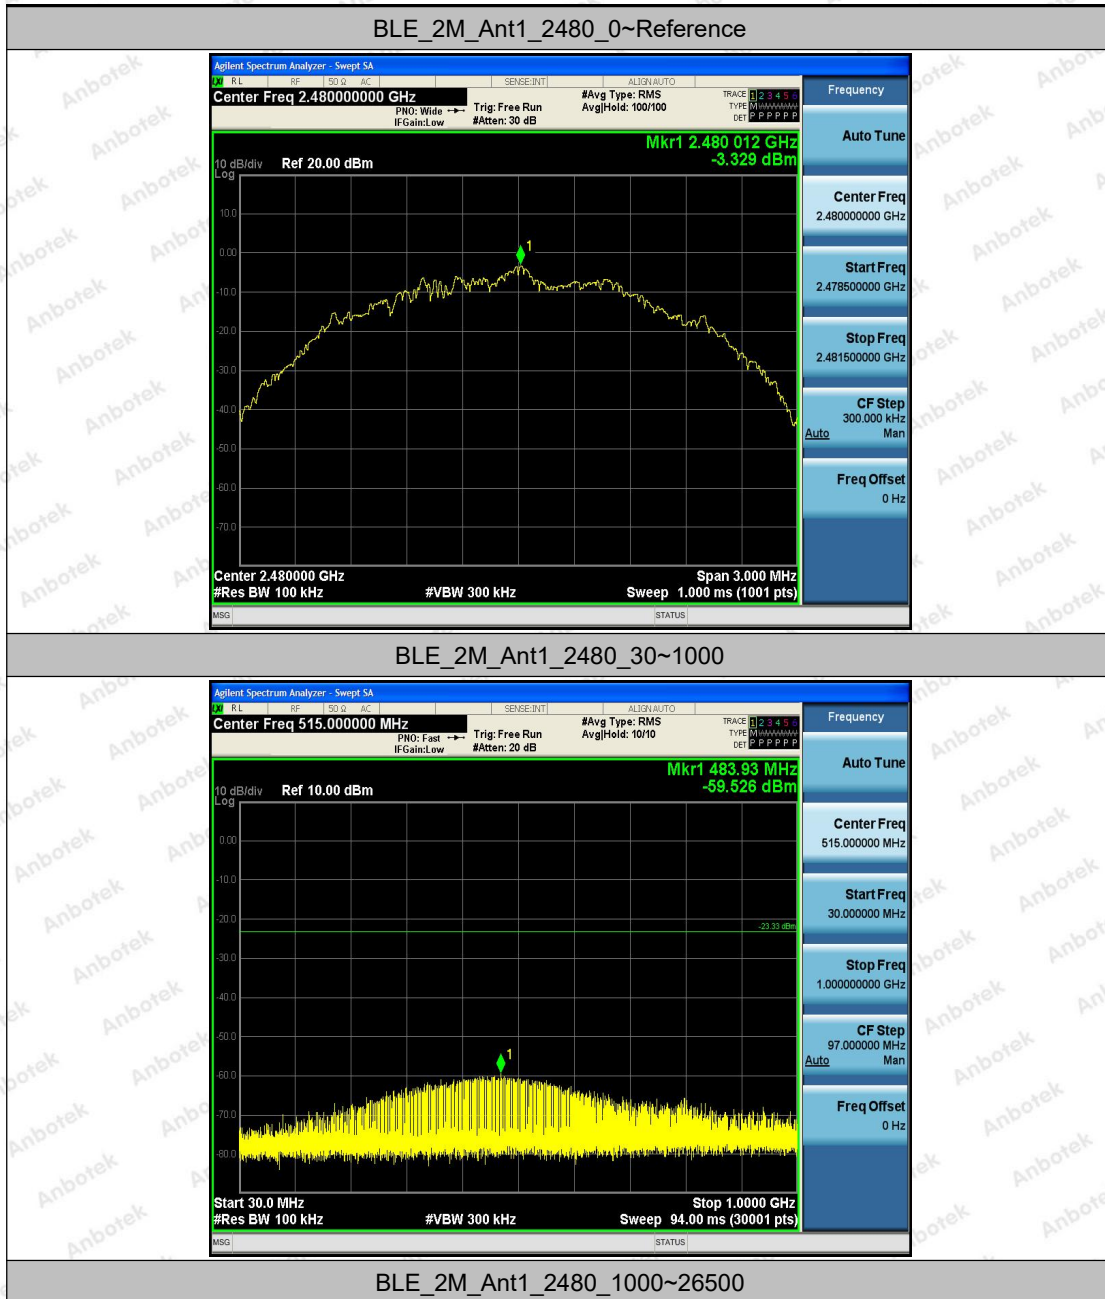 BLE_2M_Ant1_2480_0~Reference
Agilent Spectrum Analyzer - Swept SA
RL RF 50 Ω AC SENSE:INT ALIGN AUTO
Center Freq 2.480000000 GHz
PNO: Wide
IFGain:Low
Trig: Free Run
#Atten: 30 dB
#Avg Type: RMS
Avg|Hold: 100/100
TRACE 1 2 3 4 5 6
TYPE M
DET P P P P P P
Mkr1 2.480 012 GHz
-3.329 dBm
10 dB/div Ref 20.00 dBm
Log
10.0
0.00
-10.0
-20.0
-30.0
-40.0
-50.0
-60.0
-70.0
1
Center 2.480000 GHz Span 3.000 MHz
#Res BW 100 kHz #VBW 300 kHz Sweep 1.000 ms (1001 pts)
MSG STATUS
Frequency
Auto Tune
Center Freq
2.480000000 GHz
Start Freq
2.478500000 GHz
Stop Freq
2.481500000 GHz
CF Step
300.000 kHz
Auto Man
Freq Offset
0 Hz
BLE_2M_Ant1_2480_30~1000
Agilent Spectrum Analyzer - Swept SA
RL RF 50 Ω AC SENSE:INT ALIGN AUTO
Center Freq 515.000000 MHz
PNO: Fast
IFGain:Low
Trig: Free Run
#Atten: 20 dB
#Avg Type: RMS
Avg|Hold: 10/10
TRACE 1 2 3 4 5 6
TYPE M
DET P P P P P P
Mkr1 483.93 MHz
-59.526 dBm
10 dB/div Ref 10.00 dBm
Log
0.00
-10.0
-20.0
-23.33 dBm
-30.0
-40.0
-50.0
-60.0
-70.0
-80.0
1
Start 30.0 MHz Stop 1.0000 GHz
#Res BW 100 kHz #VBW 300 kHz Sweep 94.00 ms (30001 pts)
MSG STATUS
Frequency
Auto Tune
Center Freq
515.000000 MHz
Start Freq
30.000000 MHz
Stop Freq
1.000000000 GHz
CF Step
97.000000 MHz
Auto Man
Freq Offset
0 Hz
BLE_2M_Ant1_2480_1000~26500
Anbotek